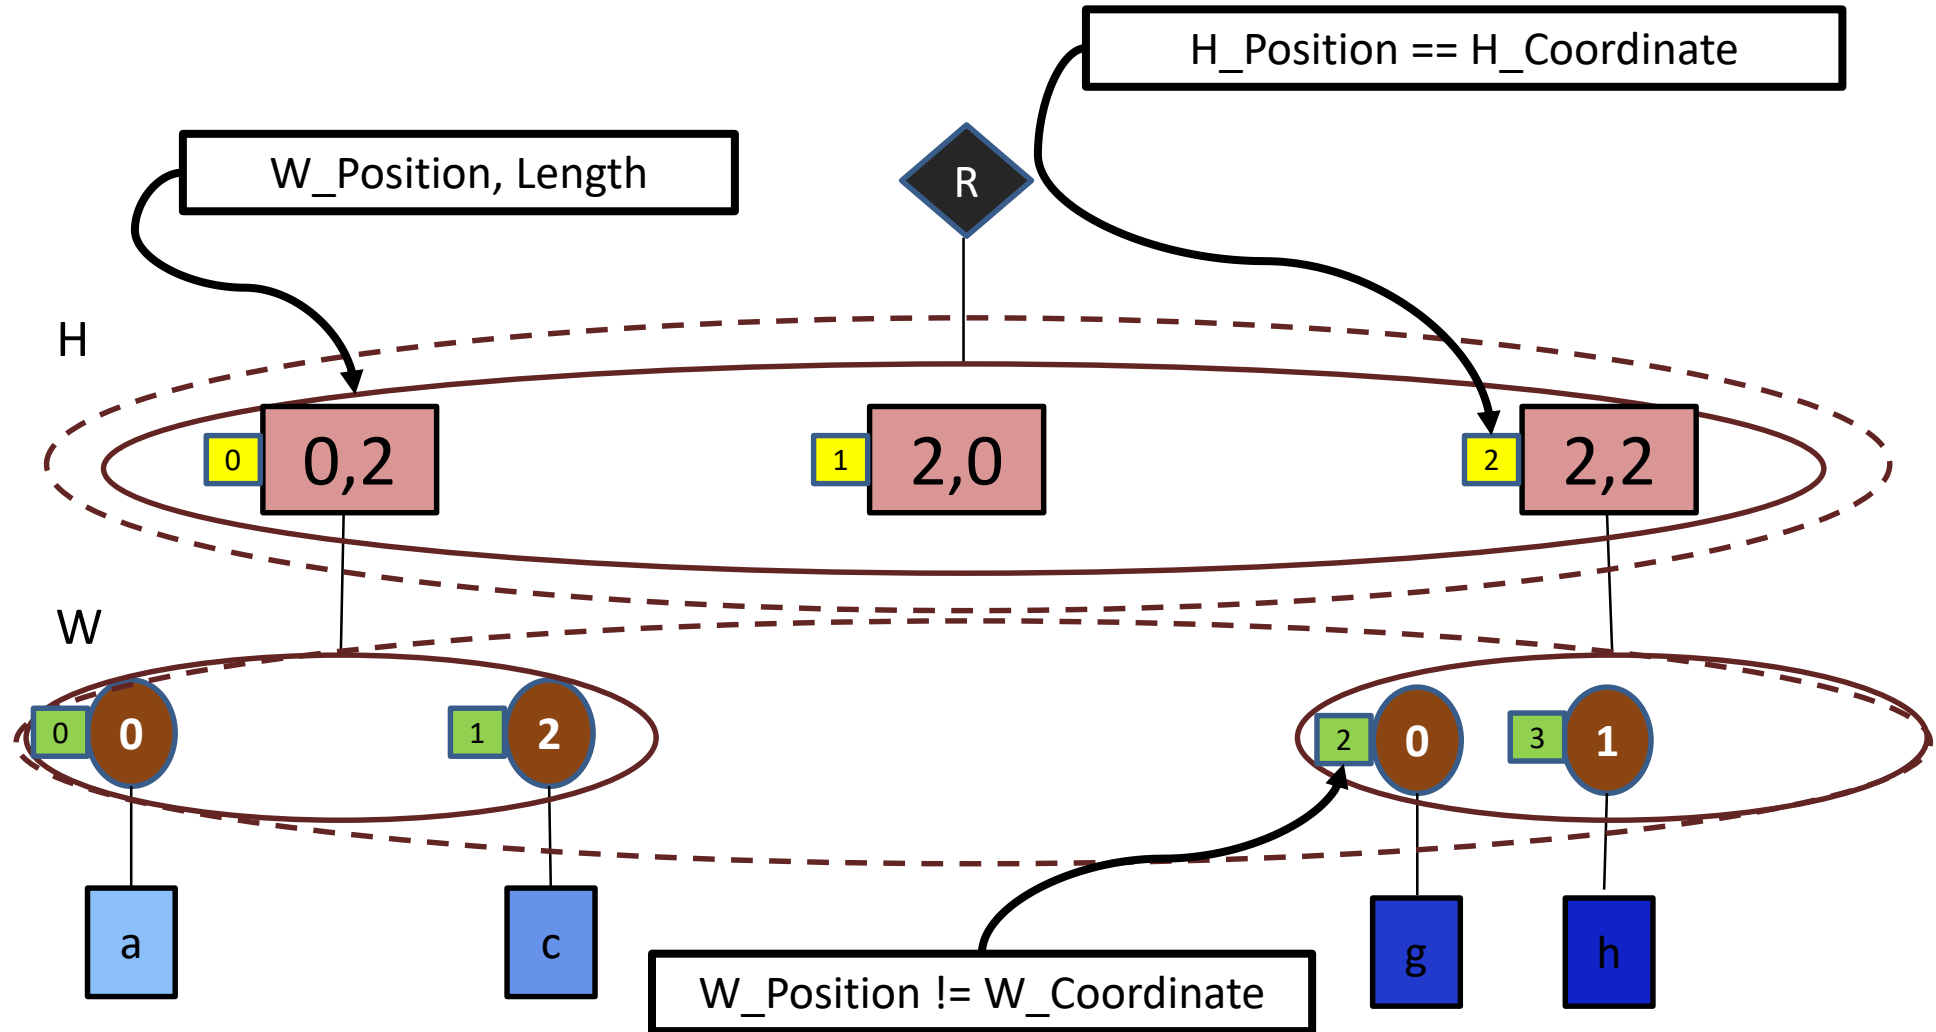 H_Position == H_Coordinate
W_Position, Length
R
H
0 0,2 1 2,0 2 2,2
W
0 0 1 2 2 0 3 1
a c g h
W_Position != W_Coordinate